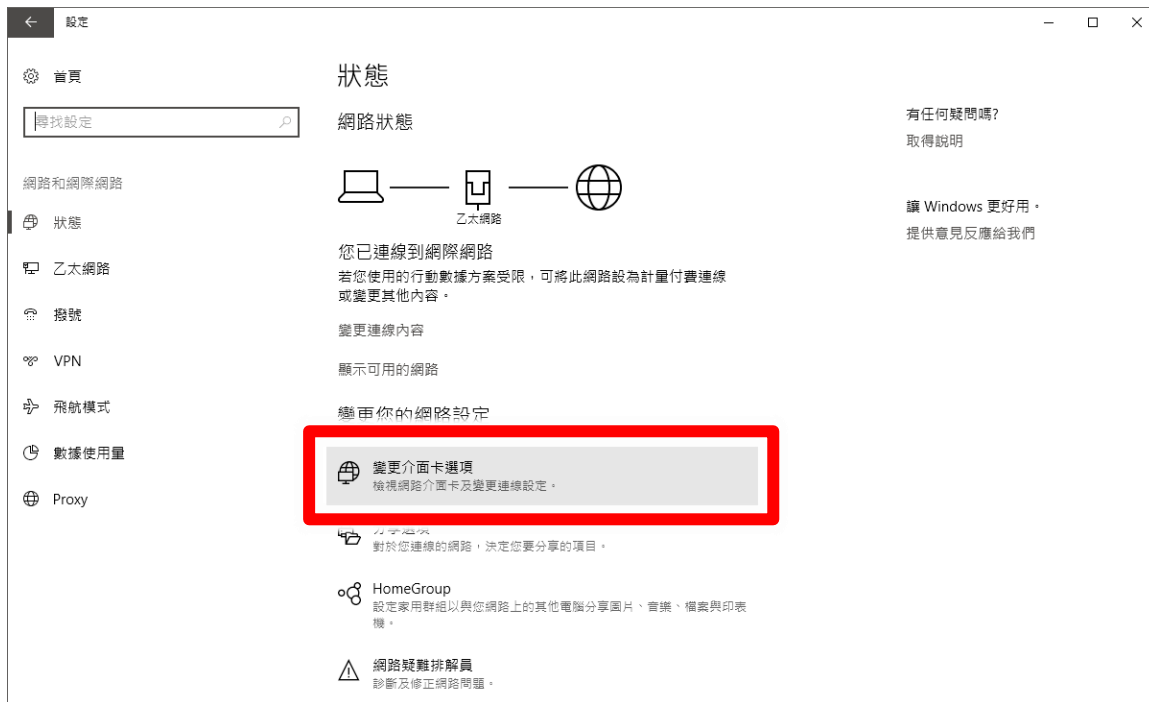 設定
首頁
尋找設定
網路和網際網路
狀態
乙太網路
撥號
VPN
飛航模式
數據使用量
Proxy
狀態
網路狀態
乙太網路
您已連線到網際網路
若您使用的行動數據方案受限，可將此網路設為計量付費連線
或變更其他內容。
變更連線內容
顯示可用的網路
變更您的網路設定
變更介面卡選項
檢視網路介面卡及變更連線設定。
分享選項
對於您連線的網路，決定您要分享的項目。
HomeGroup
設定家用群組以與您網路上的其他電腦分享圖片、音樂、檔案與印表
機。
網路疑難排解員
診斷及修正網路問題。
有任何疑問嗎?
取得說明
讓 Windows 更好用。
提供意見反應給我們